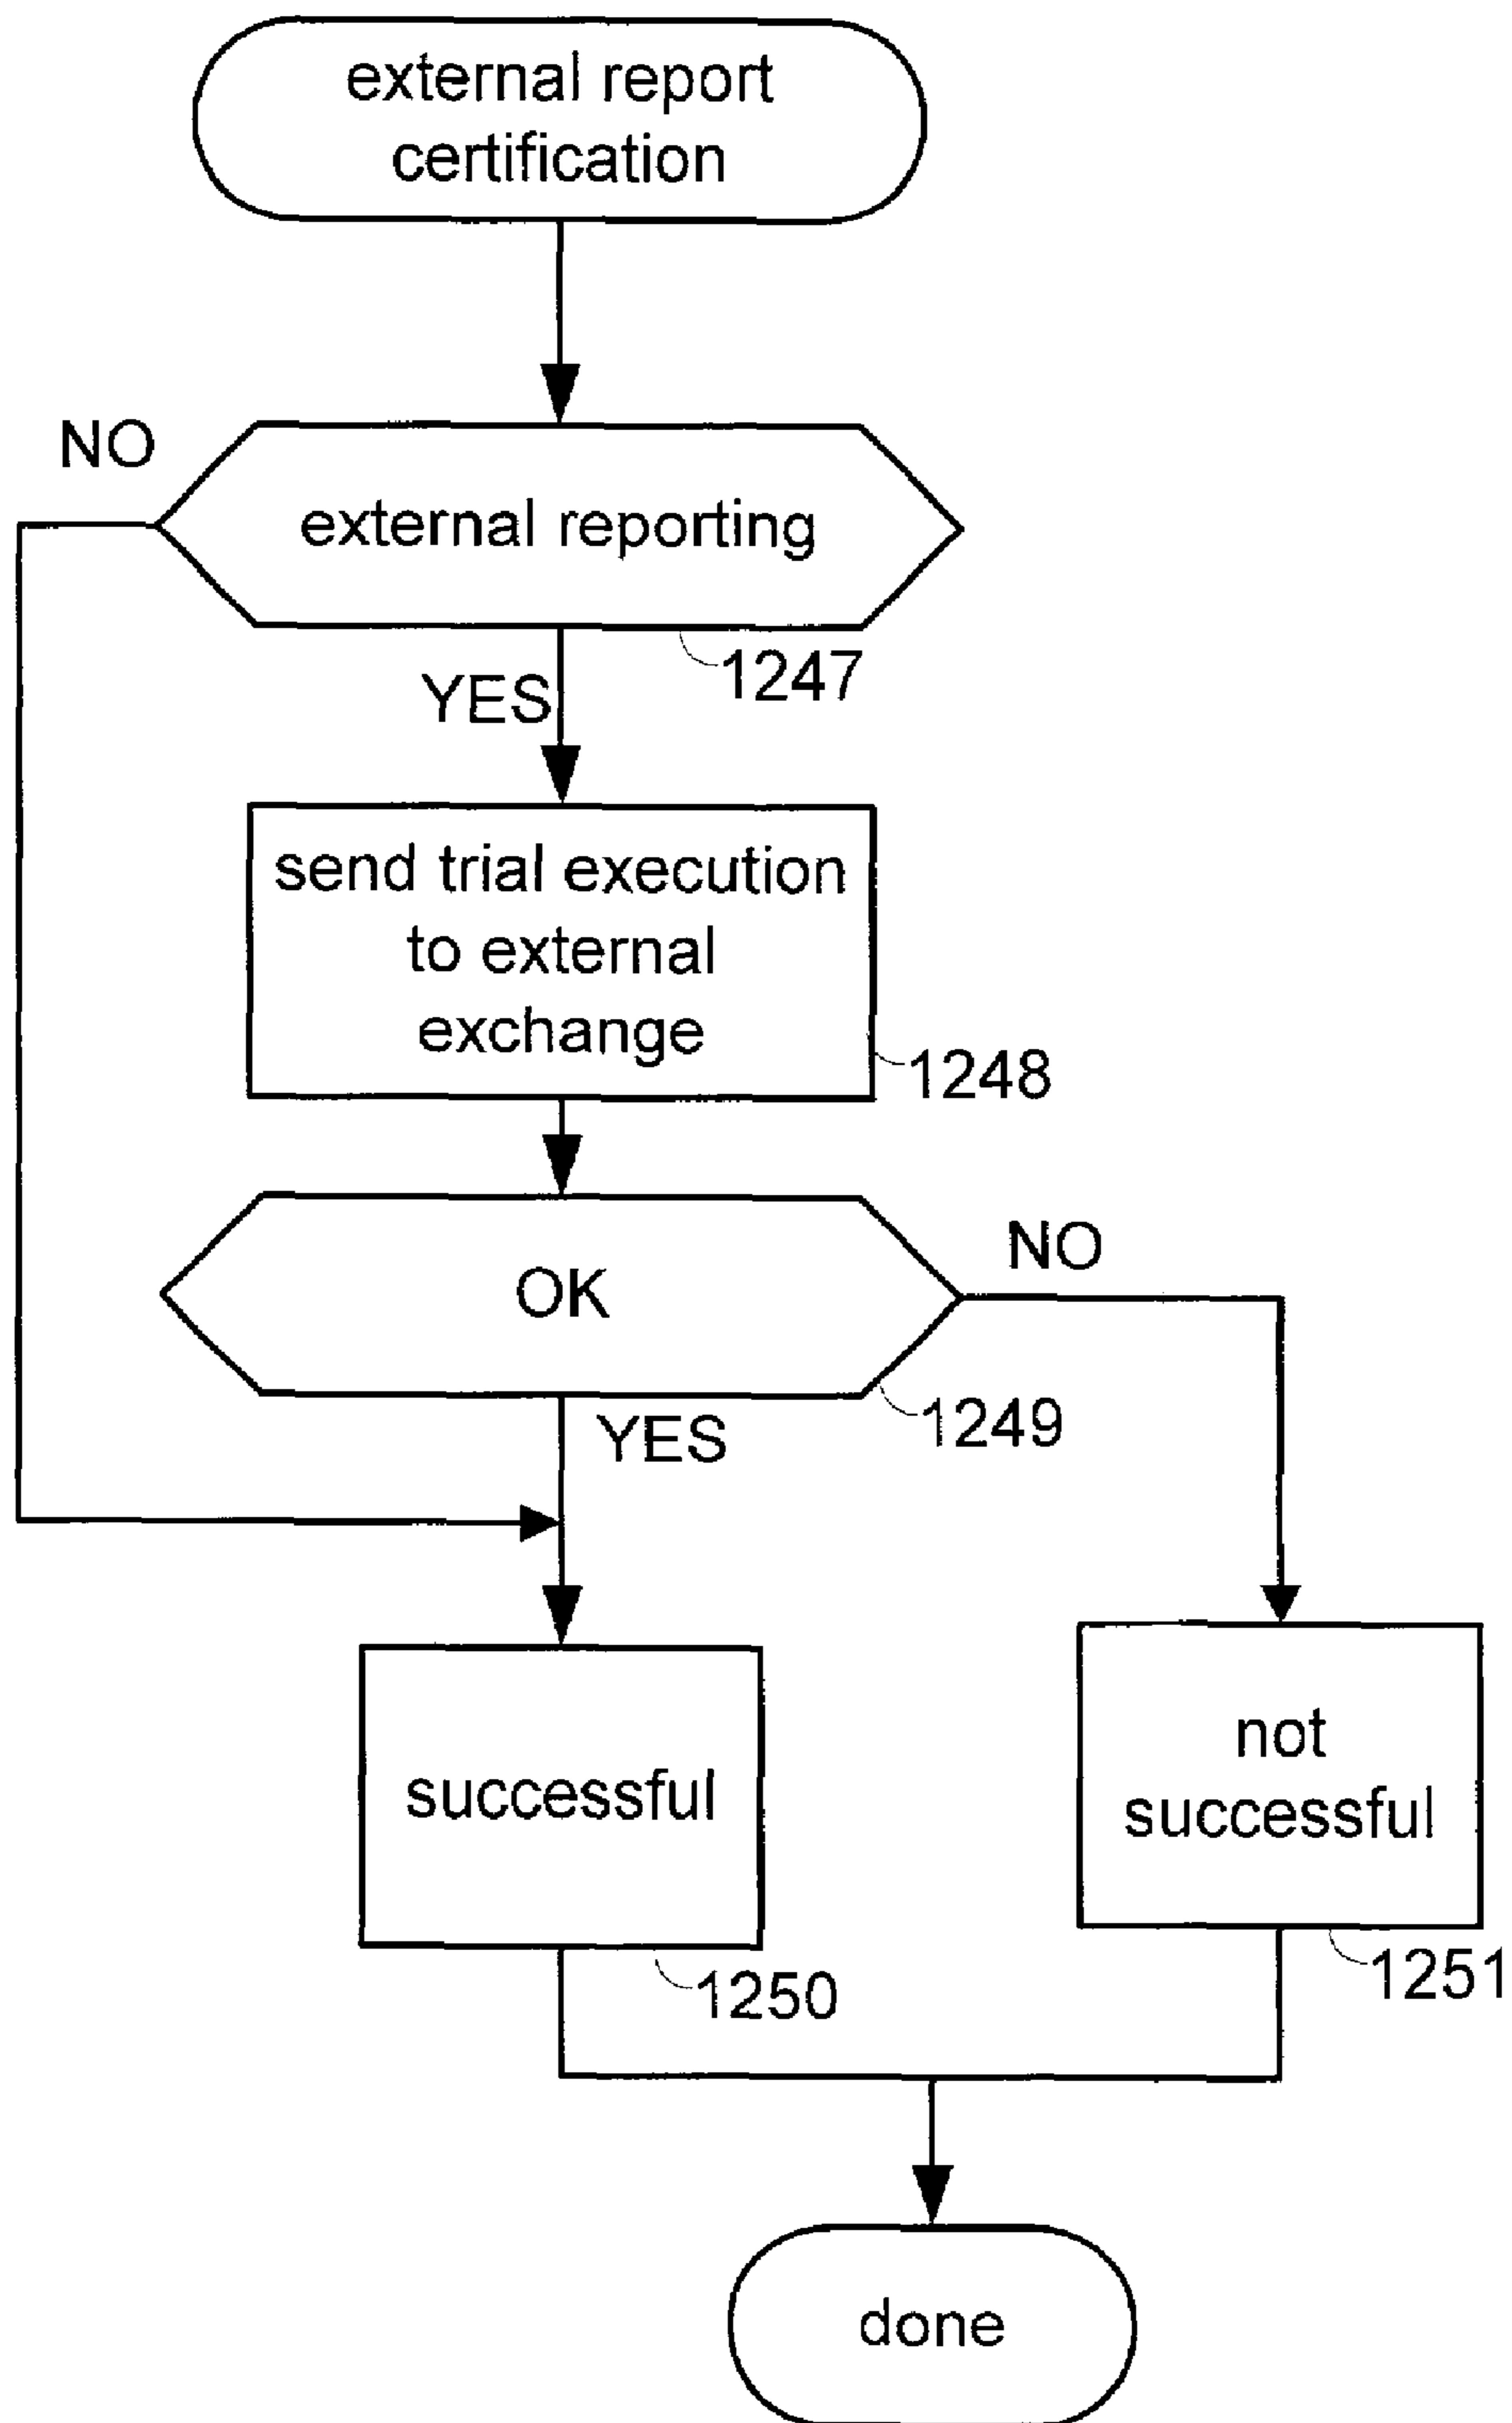 external report
certification
NO
external reporting
1247
YES
send trial execution
to external
exchange
1248
OK
NO
1249
YES
successful
not
successful
1250
1251
done